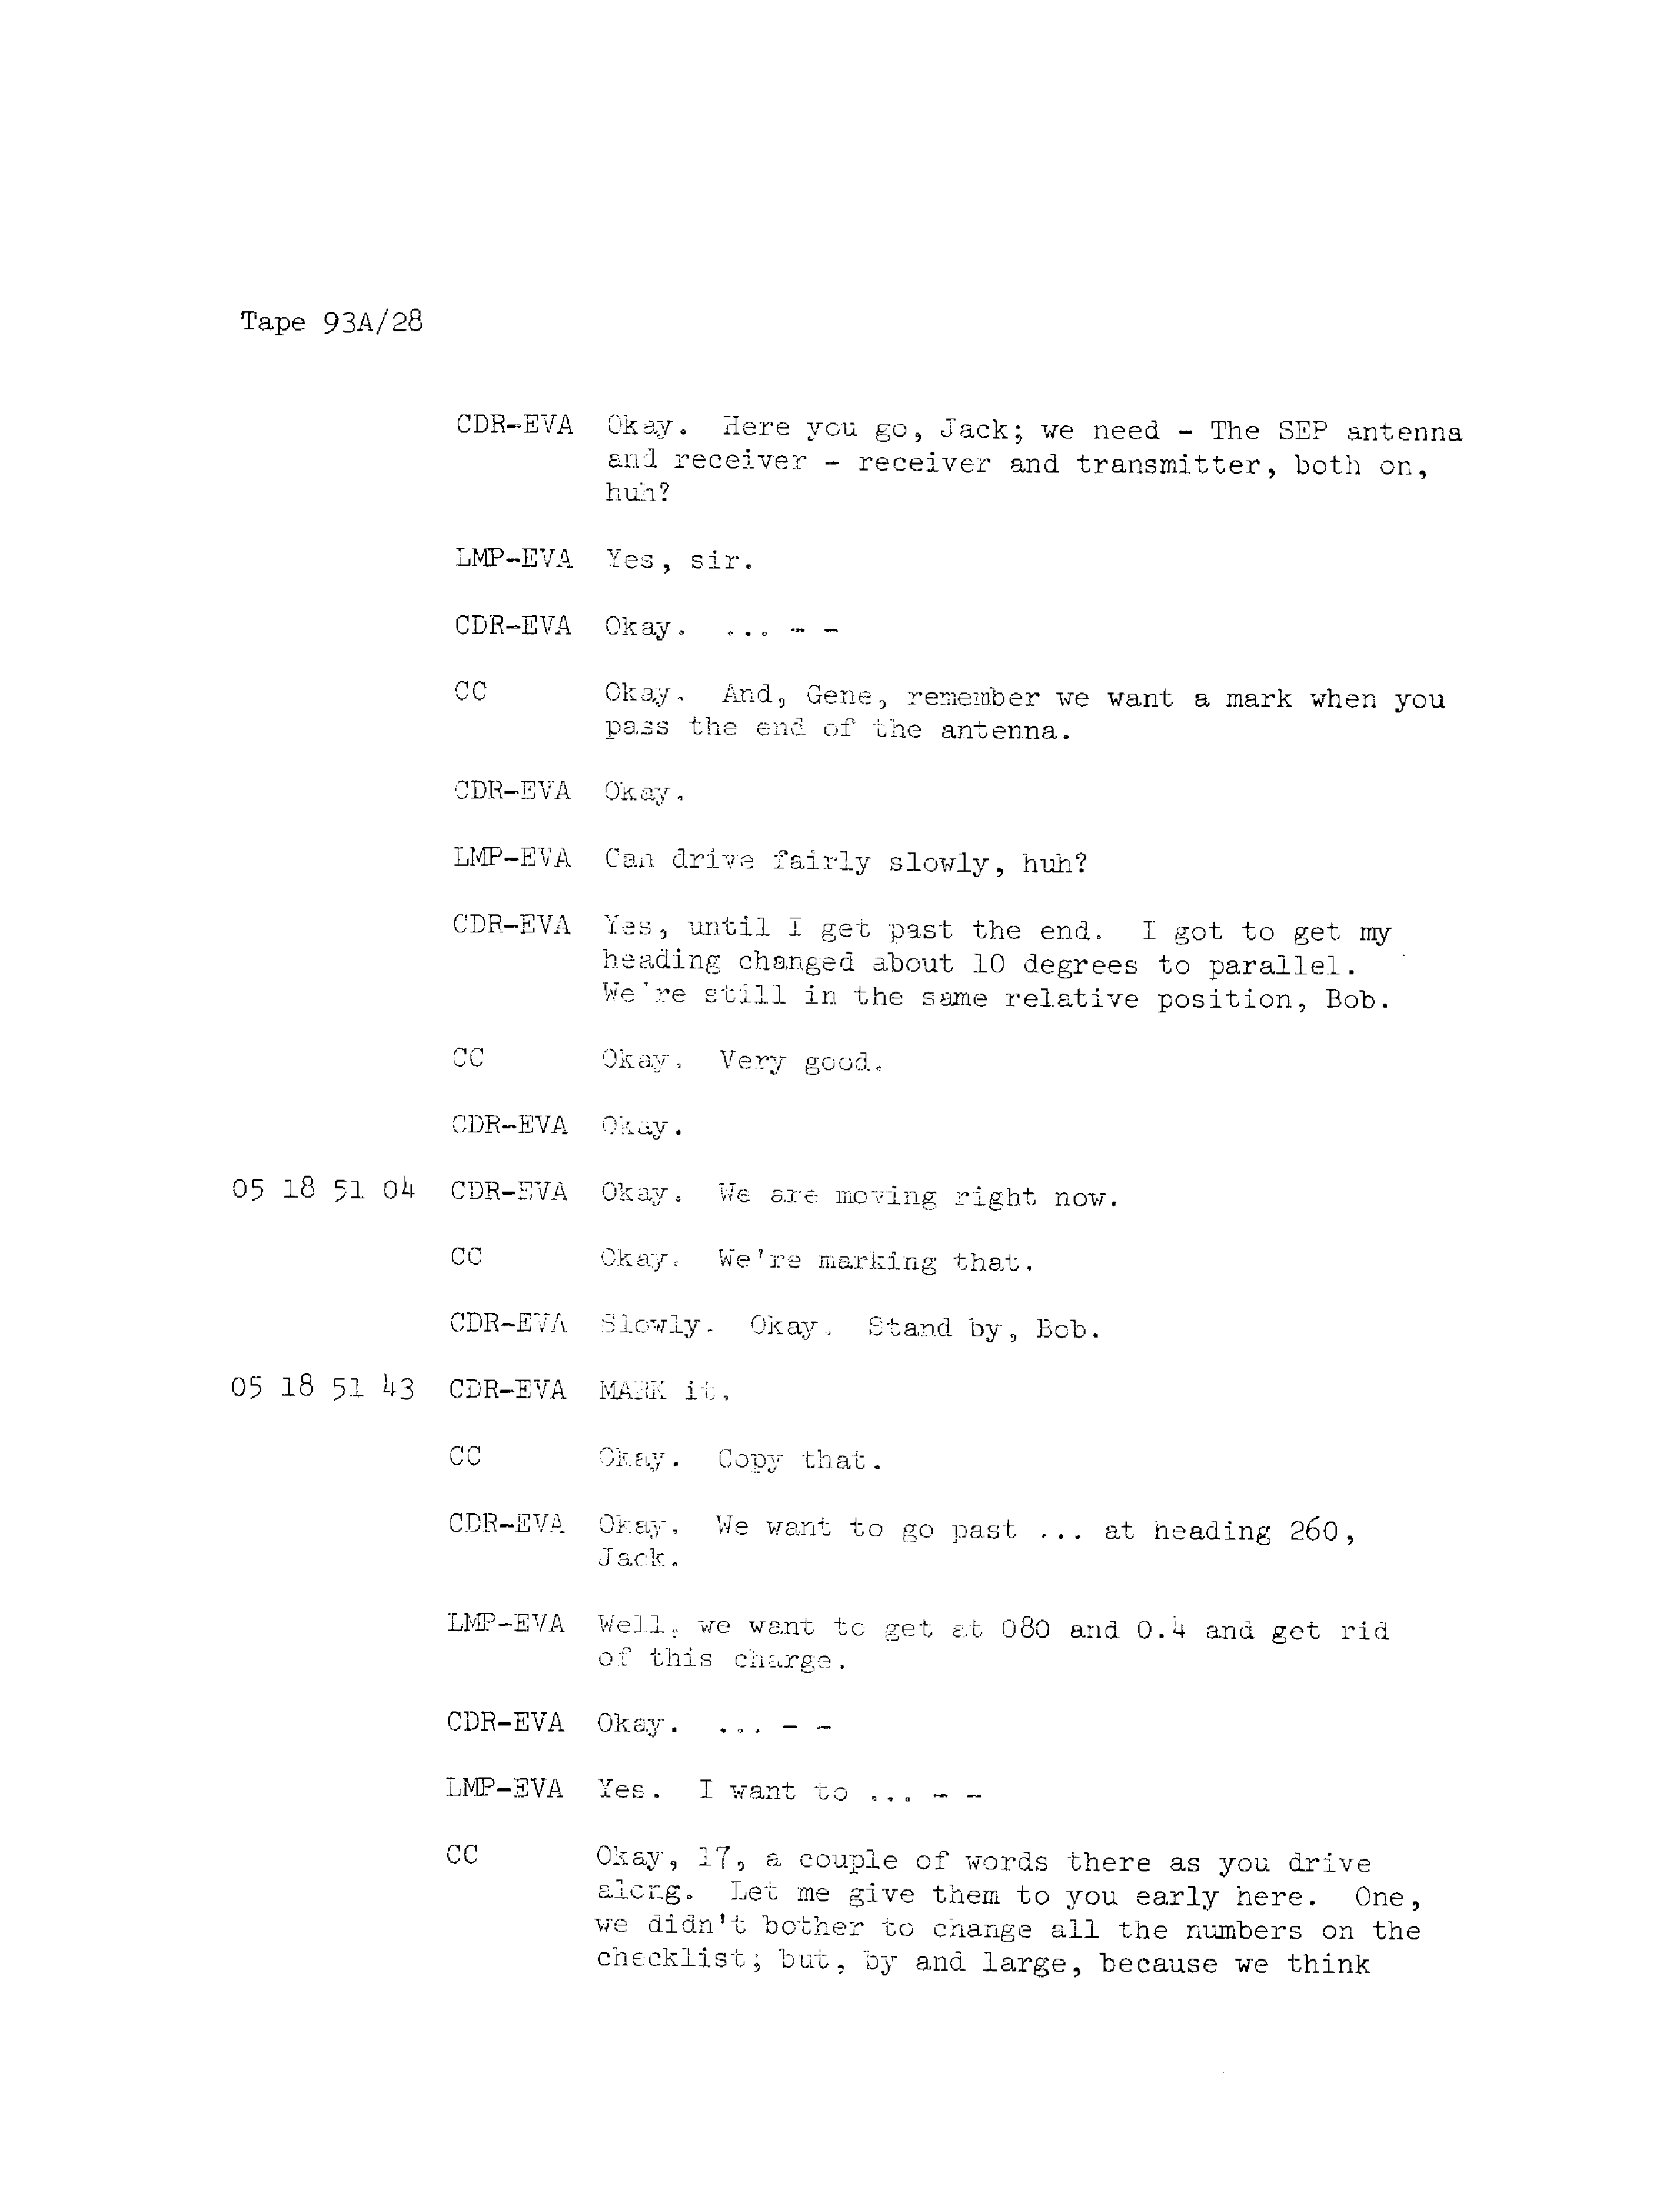 Tape 93A/28
CDR-EVA Okay. Here you go, Jack; we need - The SEP antenna
and receiver - receiver and transmitter, both on,
huh?
LMP-EVA Yes, sir.
CDR-EVA Okay. ... - -
CC Okay. And, Gene, remember we want a mark when you
pass the end of the antenna.
CDR-EVA Okay.
LMP-EVA Can drive fairly slowly, huh?
CDR-EVA Yes, until I get past the end. I got to get my
heading changed about 10 degrees to parallel.
We're still in the same relative position, Bob.
CC Okay. Very good.
CDR-EVA Okay.
05 18 51 04 CDR-EVA Okay. We are moving right now.
CC Okay. We're marking that.
CDR-EVA Slowly. Okay. Stand by, Bob.
05 18 51 43 CDR-EVA MARK it.
CC Okay. Copy that.
CDR-EVA Okay. We want to go past ... at heading 260,
Jack.
LMP-EVA Well, we want to get at 080 and 0.4 and get rid
of this charge.
CDR-EVA Okay. ... - -
LMP-EVA Yes. I want to ... - -
CC Okay, 17, a couple of words there as you drive
along. Let me give them to you early here. One,
we didn't bother to change all the numbers on the
checklist; but, by and large, because we think